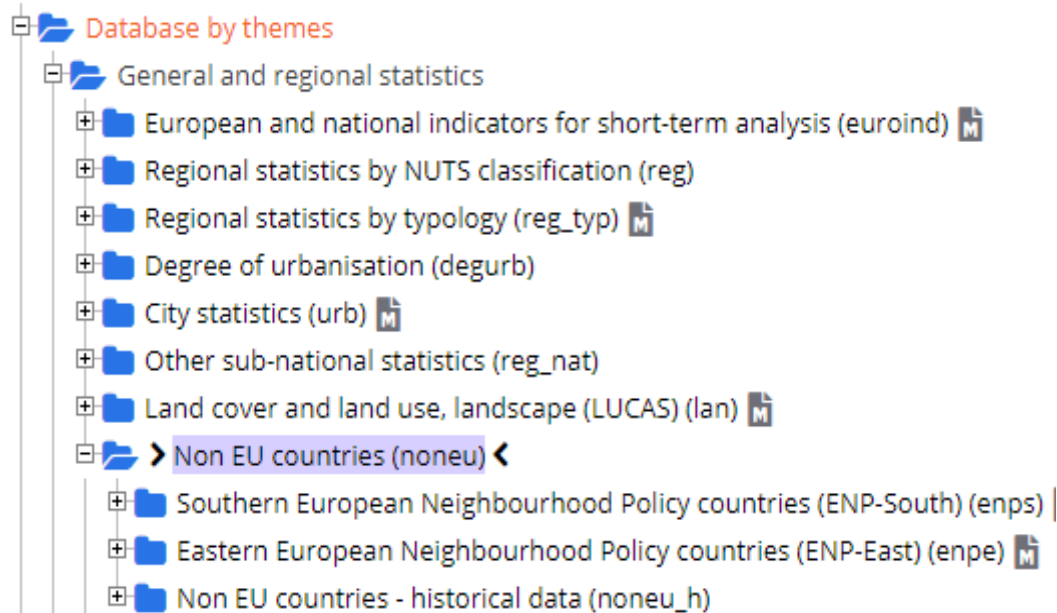 Database by themes
General and regional statistics
European and national indicators for short-term analysis (euroind) M
Regional statistics by NUTS classification (reg)
Regional statistics by typology (reg_typ) M
Degree of urbanisation (degurb)
City statistics (urb) M
Other sub-national statistics (reg_nat)
Land cover and land use, landscape (LUCAS) (lan) M
Non EU countries (noneu)
Southern European Neighbourhood Policy countries (ENP-South) (enps)
Eastern European Neighbourhood Policy countries (ENP-East) (enpe) M
Non EU countries - historical data (noneu_h)